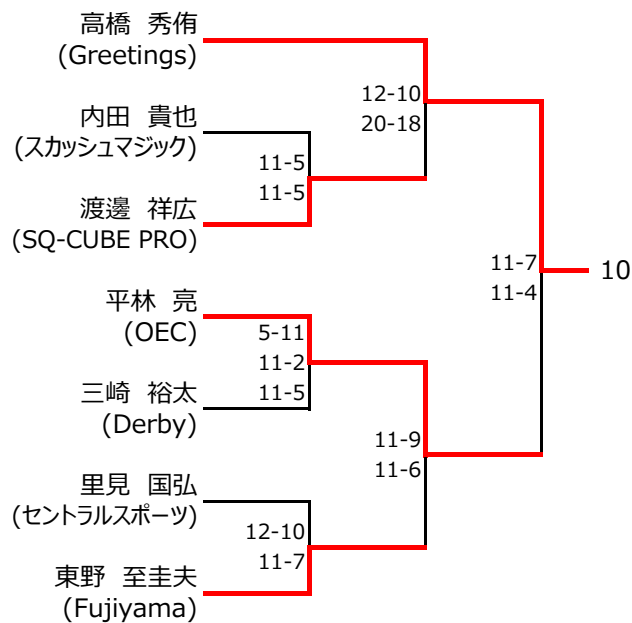 高橋 秀侑
(Greetings)
12-10
20-18
内田 貴也
(スカッシュマジック)
11-5
11-5
渡邊 祥広
(SQ-CUBE PRO)
11-7
11-4
10
平林 亮
(OEC)
5-11
11-2
11-5
三崎 裕太
(Derby)
11-9
11-6
里見 国弘
(セントラルスポーツ)
12-10
11-7
東野 至圭夫
(Fujiyama)